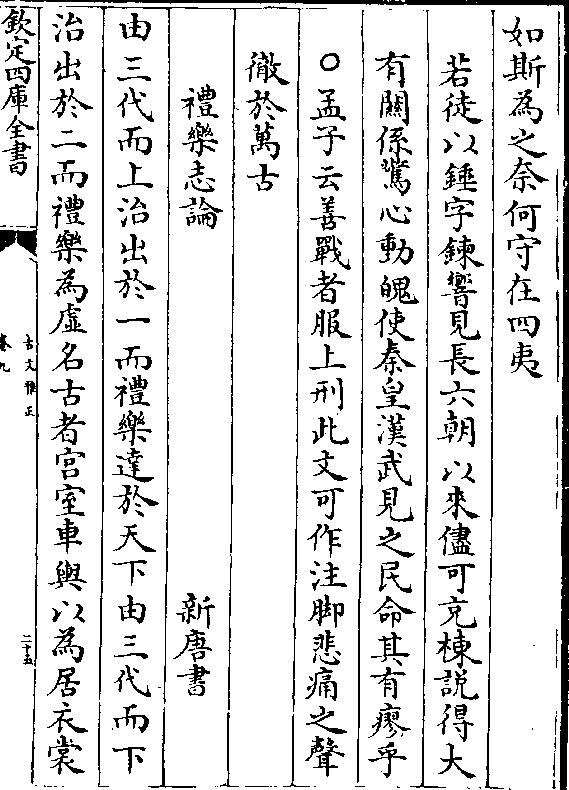 如斯為之奈何守在四夷
若徒以錘字鍊響見長六朝以來儘可充棟說得大
有關係驚心動魄使秦皇漢武見之民命其有瘳乎
○孟子云善戰者服上刑此文可作注脚悲痛之聲
徹於萬古
禮樂志論　新唐書
由三代而上治出於一而禮樂達於天下由三代而下
治出於二而禮樂為虛名古者宮室車輿以為居衣裳
欽定四庫全書
古文雅正
卷九
二十五